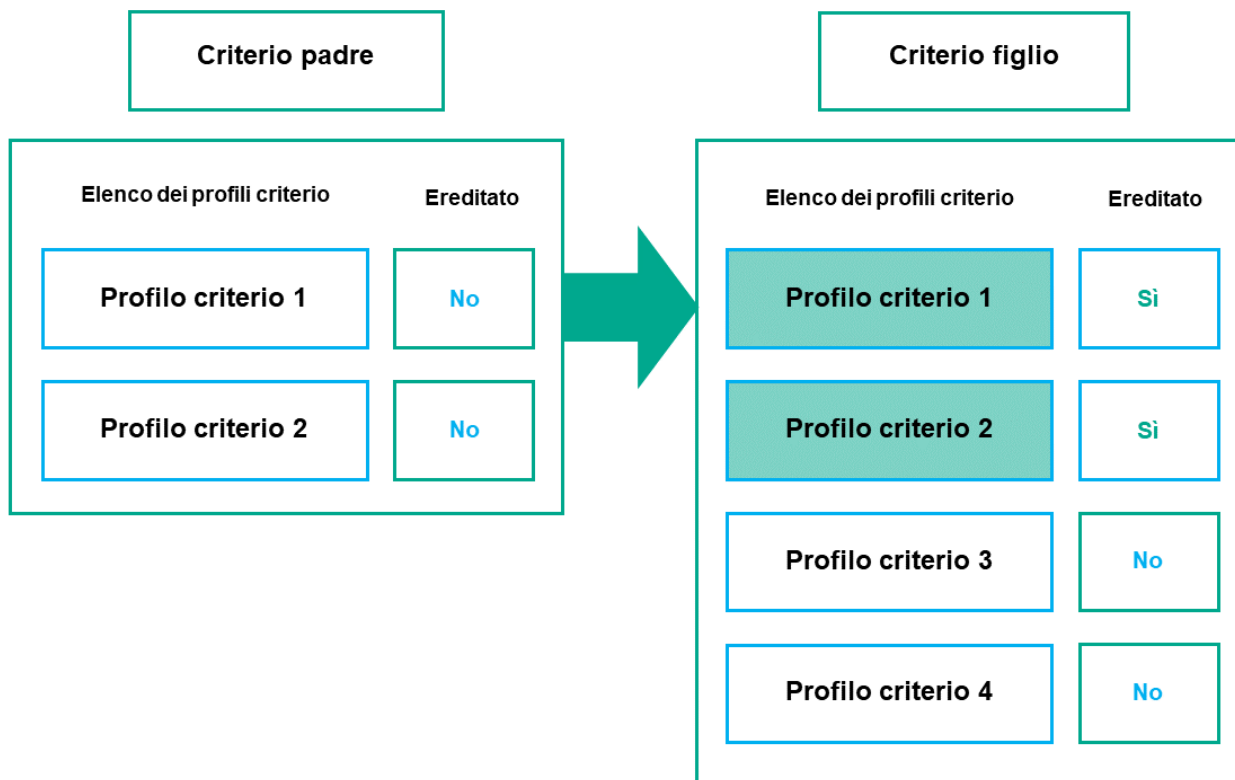 Criterio padre
Elenco dei profili criterio
Ereditato
Profilo criterio 1
No
Profilo criterio 2
No
Criterio figlio
Elenco dei profili criterio
Ereditato
Profilo criterio 1
Sì
Profilo criterio 2
Sì
Profilo criterio 3
No
Profilo criterio 4
No